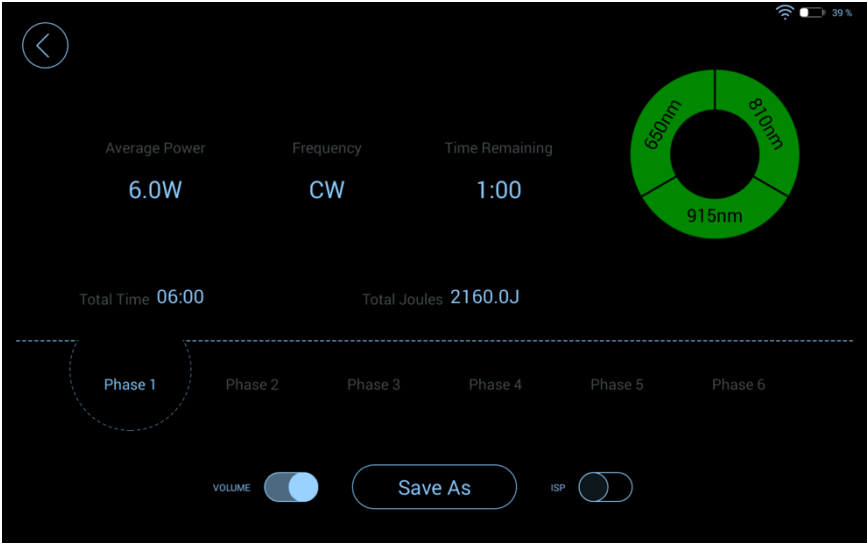 39 %
650nm 810nm
Average Power Frequency Time Remaining
6.0W CW 1:00
915nm
Total Time 06:00 Total Joules 2160.0J
Phase 1 Phase 2 Phase 3 Phase 4 Phase 5 Phase 6
VOLUME Save As ISP